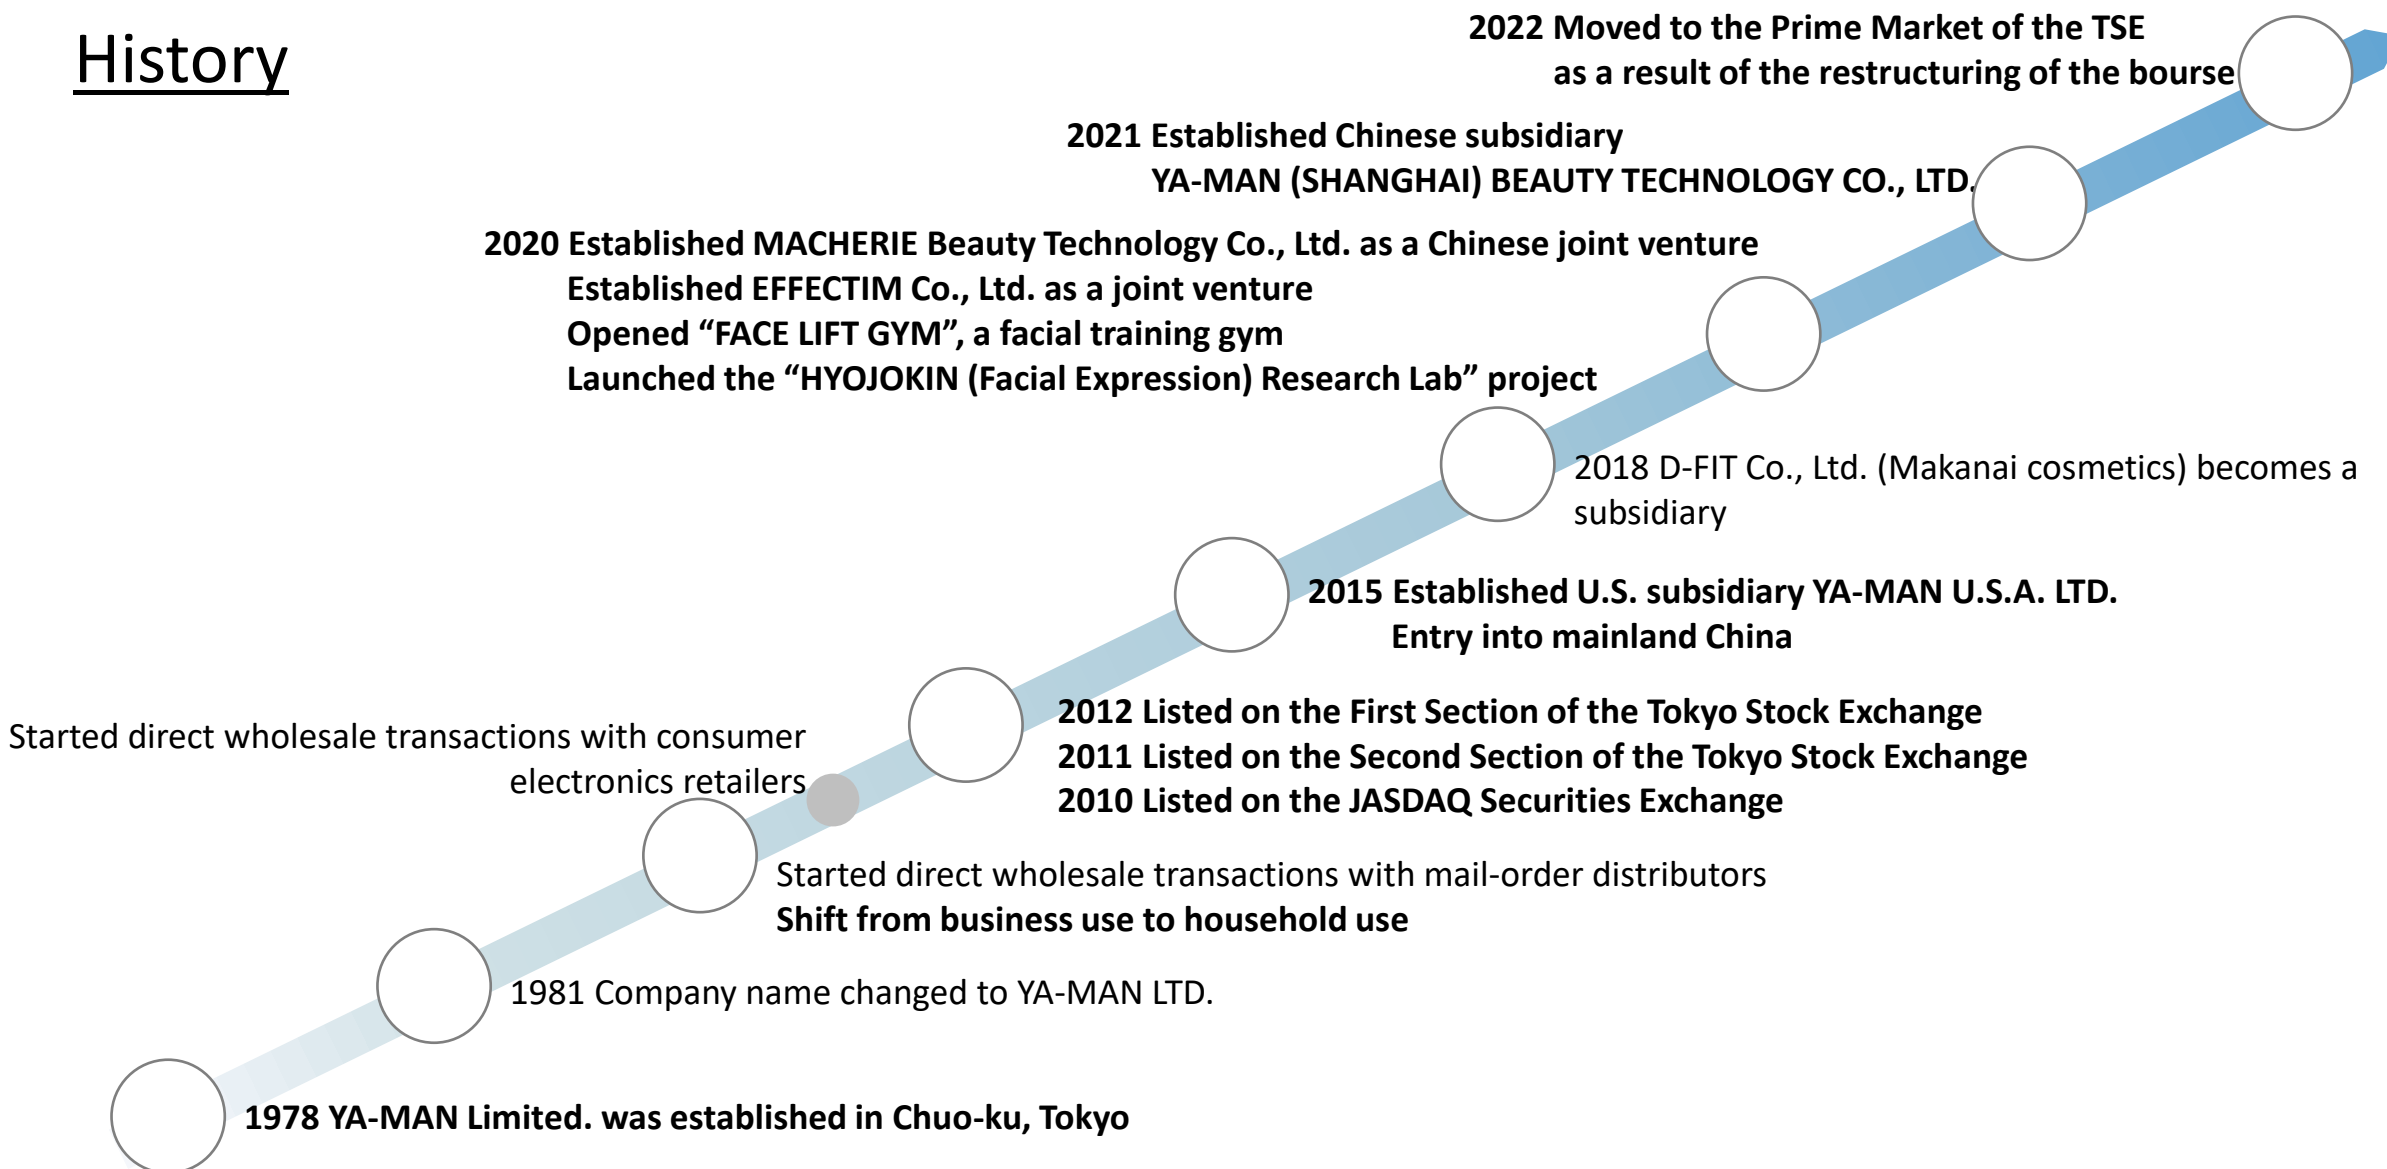 History
2022 Moved to the Prime Market of the TSE
as a result of the restructuring of the bourse
2021 Established Chinese subsidiary
YA-MAN (SHANGHAI) BEAUTY TECHNOLOGY CO., LTD.
2020 Established MACHERIE Beauty Technology Co., Ltd. as a Chinese joint venture
Established EFFECTIM Co., Ltd. as a joint venture
Opened “FACE LIFT GYM”, a facial training gym
Launched the “HYOJOKIN (Facial Expression) Research Lab” project
2018 D-FIT Co., Ltd. (Makanai cosmetics) becomes a
subsidiary
2015 Established U.S. subsidiary YA-MAN U.S.A. LTD.
Entry into mainland China
2012 Listed on the First Section of the Tokyo Stock Exchange
2011 Listed on the Second Section of the Tokyo Stock Exchange
2010 Listed on the JASDAQ Securities Exchange
Started direct wholesale transactions with consumer
electronics retailers
Started direct wholesale transactions with mail-order distributors
Shift from business use to household use
1981 Company name changed to YA-MAN LTD.
1978 YA-MAN Limited. was established in Chuo-ku, Tokyo